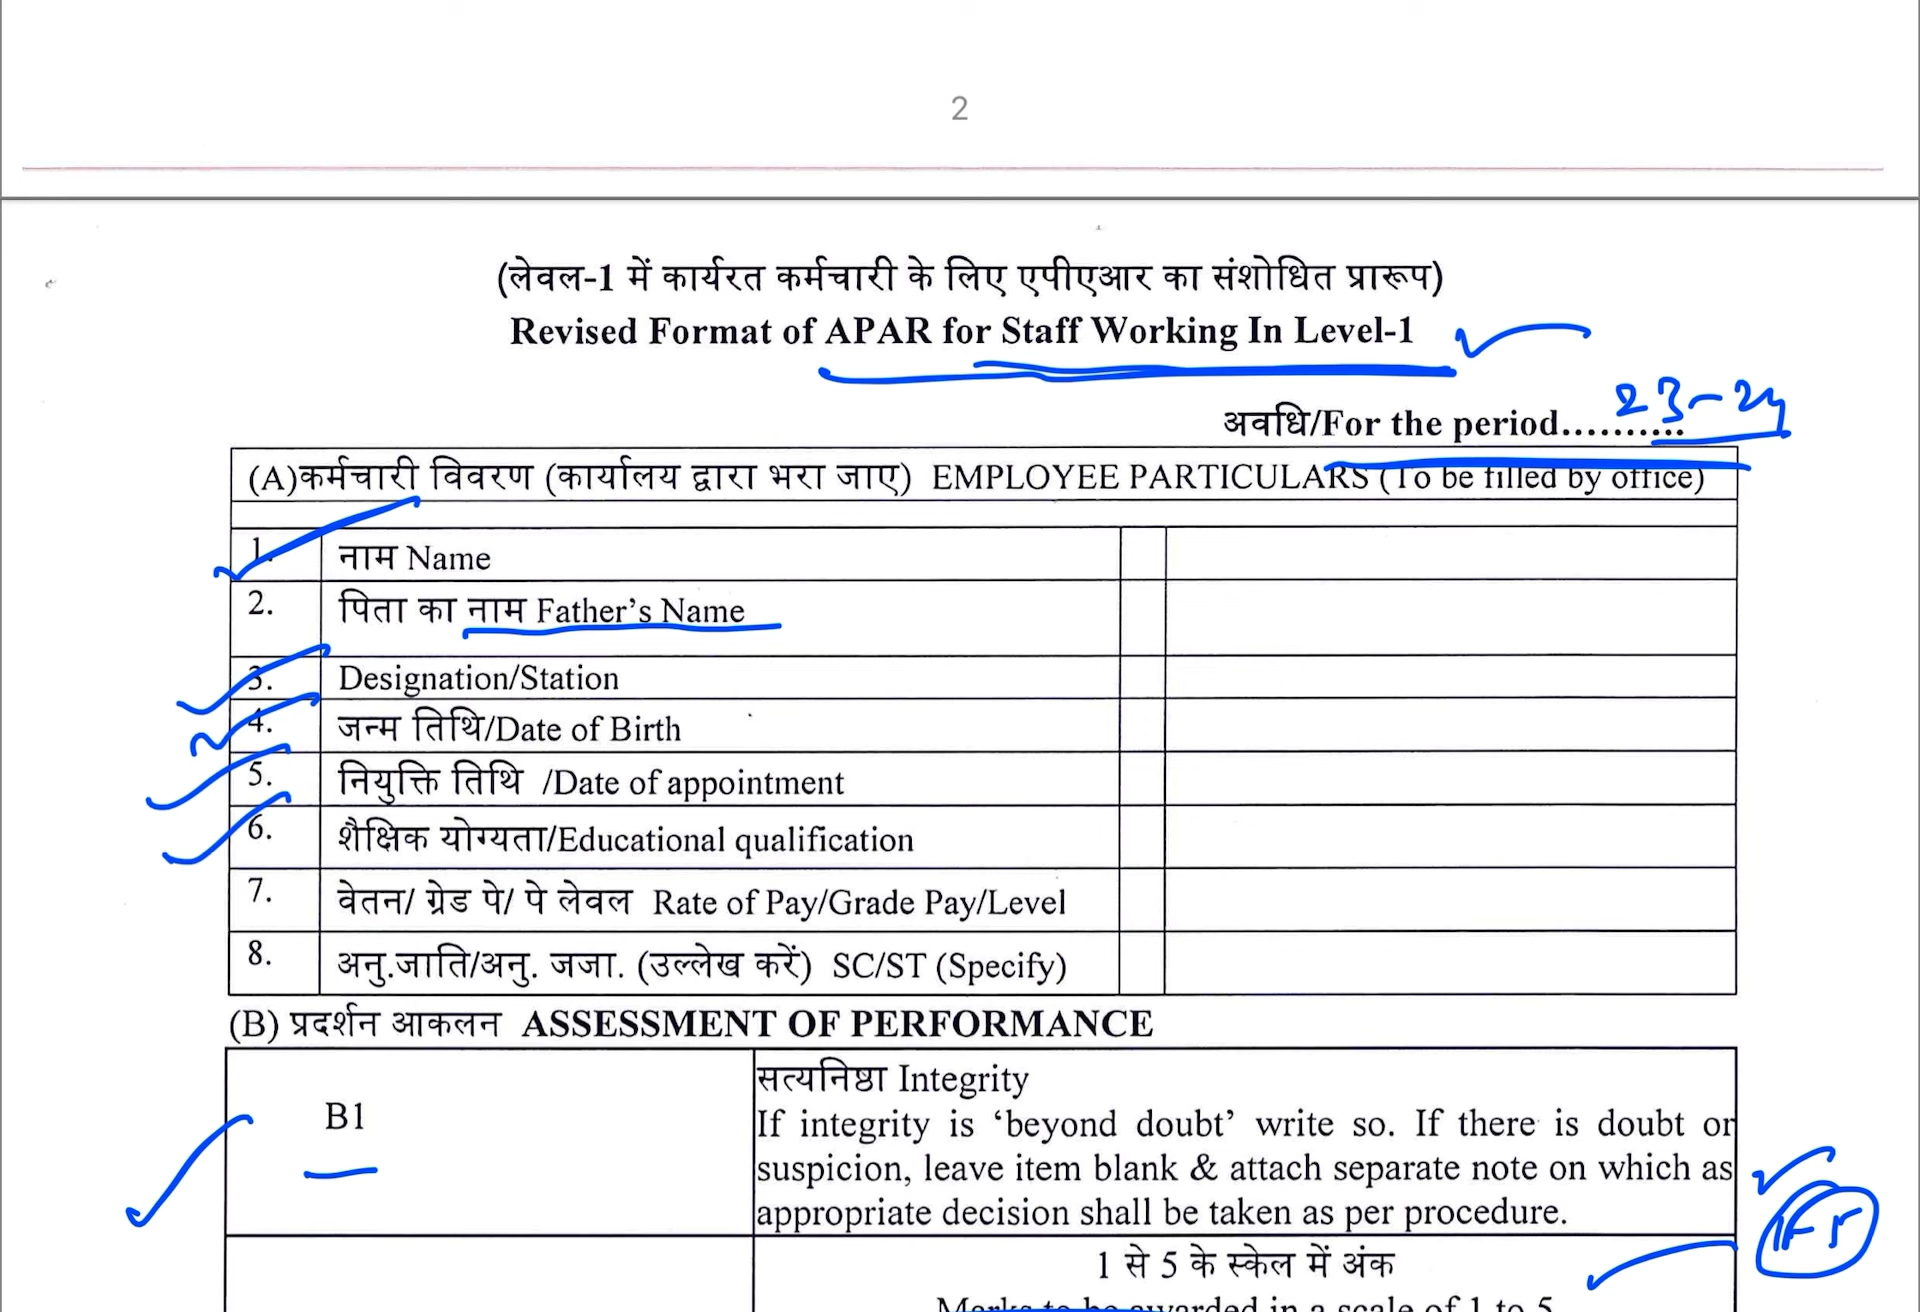 2
(लेवल-1 में कार्यरत कर्मचारी के लिए एपीएआर का संशोधित प्रारूप)
Revised Format of APAR for Staff Working In Level-1
23-24
अवधि/For the period..........
(A)कर्मचारी विवरण (कार्यालय द्वारा भरा जाए) EMPLOYEE PARTICULARS (To be filled by office)
1. नाम Name
2. पिता का नाम Father’s Name
3. Designation/Station
4. जन्म तिथि/Date of Birth
5. नियुक्ति तिथि /Date of appointment
6. शैक्षिक योग्यता/Educational qualification
7. वेतन/ ग्रेड पे/ पे लेवल Rate of Pay/Grade Pay/Level
8. अनु.जाति/अनु. जजा. (उल्लेख करें) SC/ST (Specify)
(B) प्रदर्शन आकलन ASSESSMENT OF PERFORMANCE
B1
सत्यनिष्ठा Integrity
If integrity is ‘beyond doubt’ write so. If there is doubt or
suspicion, leave item blank & attach separate note on which as
appropriate decision shall be taken as per procedure.
1 से 5 के स्केल में अंक
Marks to be awarded in a scale of 1 to 5